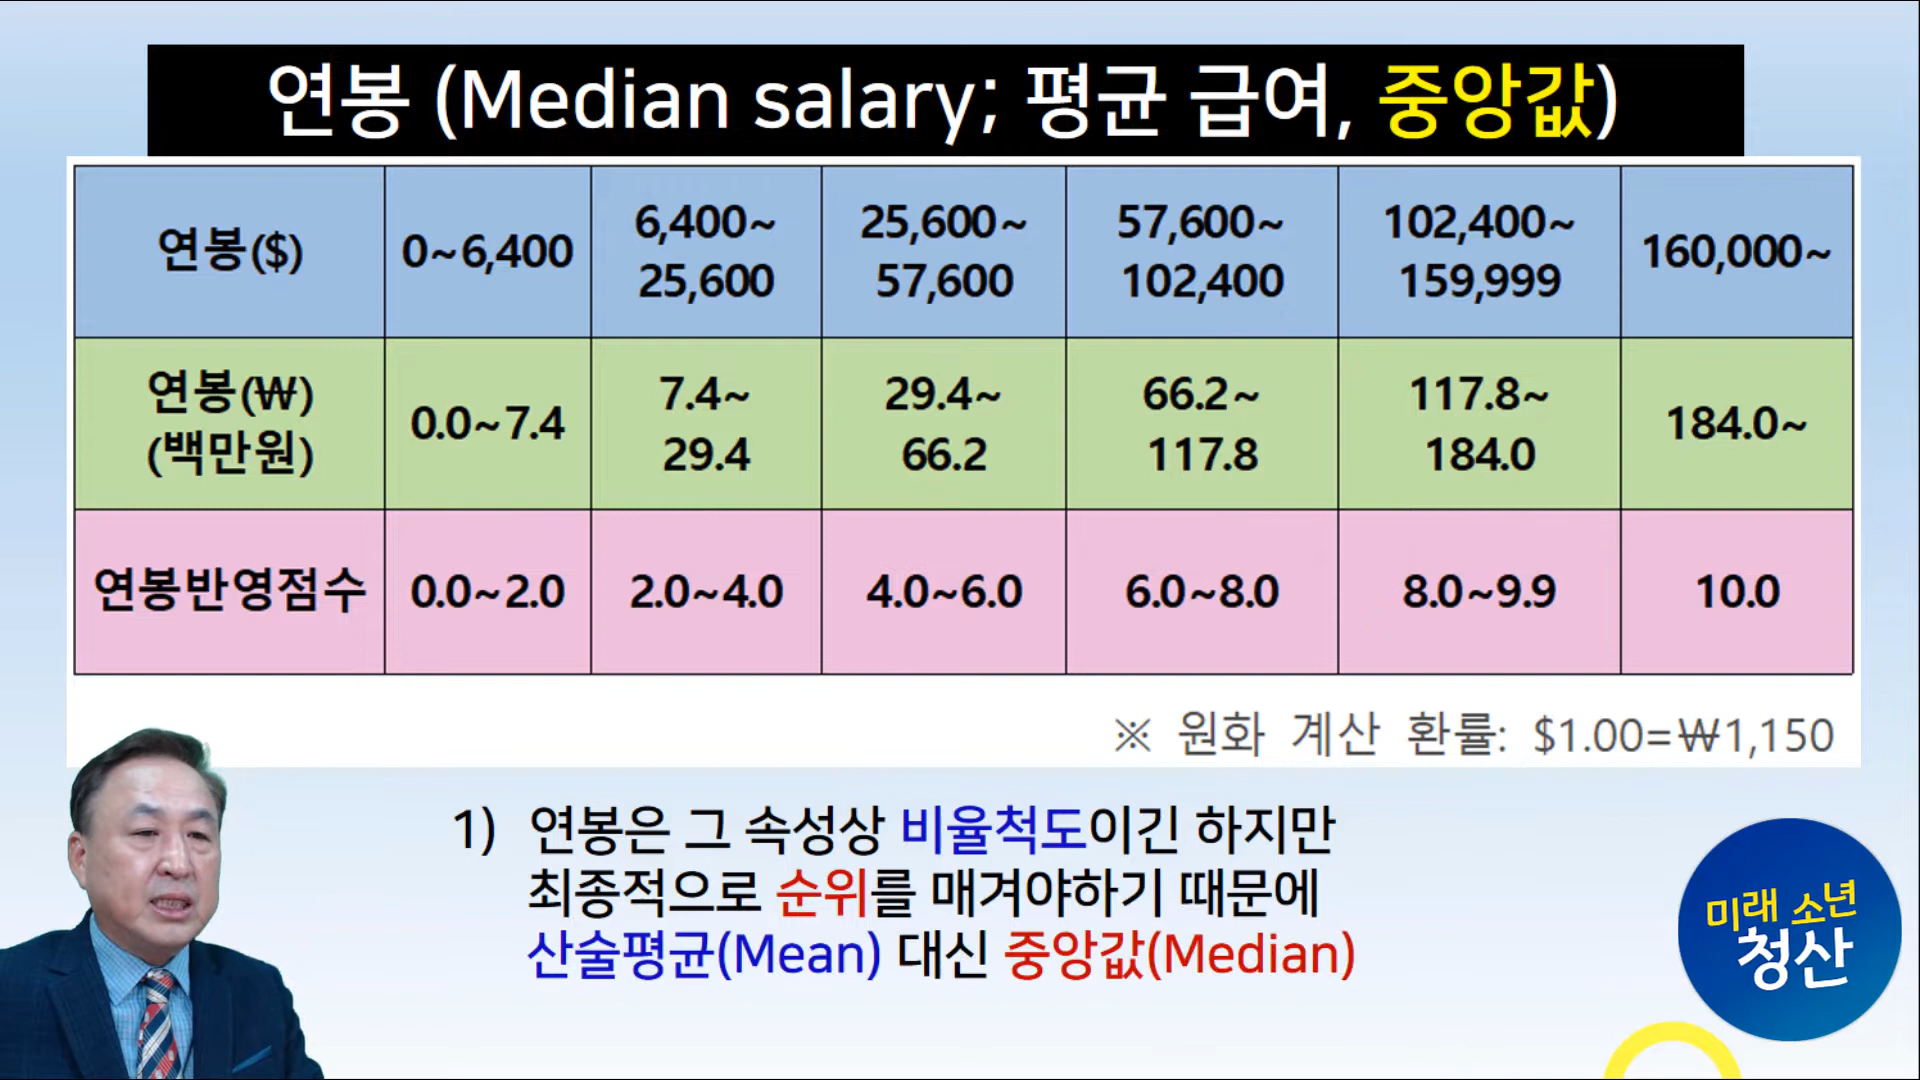 연봉 (Median salary; 평균 급여, 중앙값)
연봉($) 0~6,400 6,400~ 25,600 25,600~ 57,600 57,600~ 102,400 102,400~ 159,999 160,000~
연봉(₩) (백만원) 0.0~7.4 7.4~ 29.4 29.4~ 66.2 66.2~ 117.8 117.8~ 184.0 184.0~
연봉반영점수 0.0~2.0 2.0~4.0 4.0~6.0 6.0~8.0 8.0~9.9 10.0
※ 원화 계산 환률: $1.00=₩1,150
1) 연봉은 그 속성상 비율척도이긴 하지만
최종적으로 순위를 매겨야하기 때문에
산술평균(Mean) 대신 중앙값(Median)
미래 소년
청산